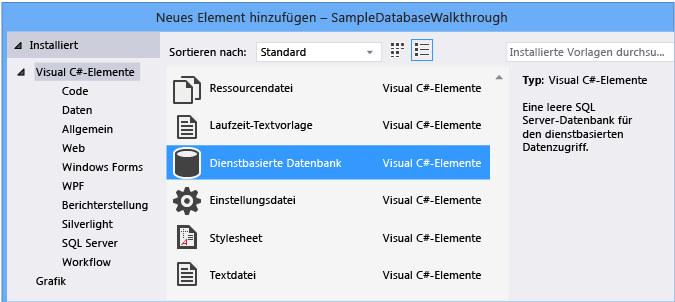 Neues Element hinzufügen – SampleDatabaseWalkthrough
Installiert
Visual C#-Elemente
Code
Daten
Allgemein
Web
Windows Forms
WPF
Berichterstellung
Silverlight
SQL Server
Workflow
Grafik
Sortieren nach: Standard
Ressourcendatei Visual C#-Elemente
Laufzeit-Textvorlage Visual C#-Elemente
Dienstbasierte Datenbank Visual C#-Elemente
Einstellungsdatei Visual C#-Elemente
Stylesheet Visual C#-Elemente
Textdatei Visual C#-Elemente
Installierte Vorlagen durchsu...
Typ: Visual C#-Elemente
Eine leere SQL
Server-Datenbank für
den dienstbasierten
Datenzugriff.